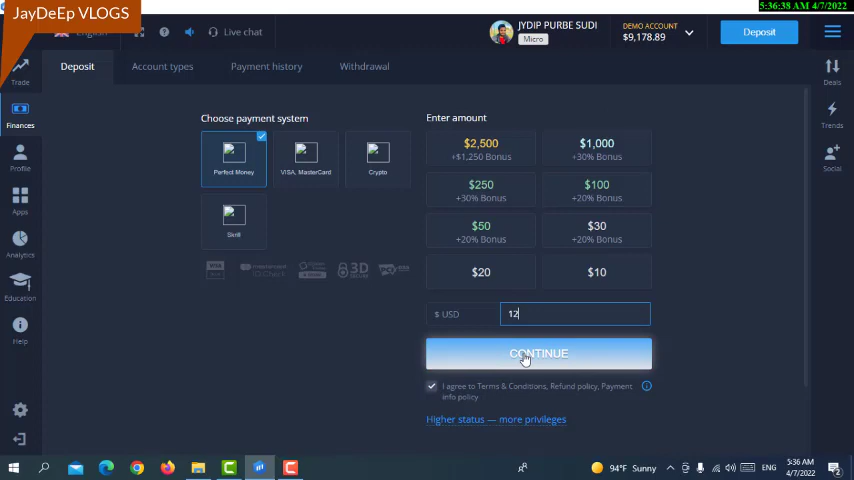 5:36:38 AM 4/7/2022
JayDeEp VLOGS
English
Live chat
JYDIP PURBE SUDI
Micro
DEMO ACCOUNT
$9,178.89
Deposit
Trade
Finances
Profile
Apps
Analytics
Education
Help
Deposit
Account types
Payment history
Withdrawal
Deals
Trends
Social
Choose payment system
Perfect Money
VISA, MasterCard
Crypto
Skrill
Enter amount
$2,500
+$1,250 Bonus
$1,000
+30% Bonus
$250
+30% Bonus
$100
+20% Bonus
$50
+20% Bonus
$30
+20% Bonus
$20
$10
$ USD
12
CONTINUE
I agree to Terms & Conditions, Refund policy, Payment
info policy
Higher status — more privileges
94°F Sunny
ENG
5:36 AM
4/7/2022
2